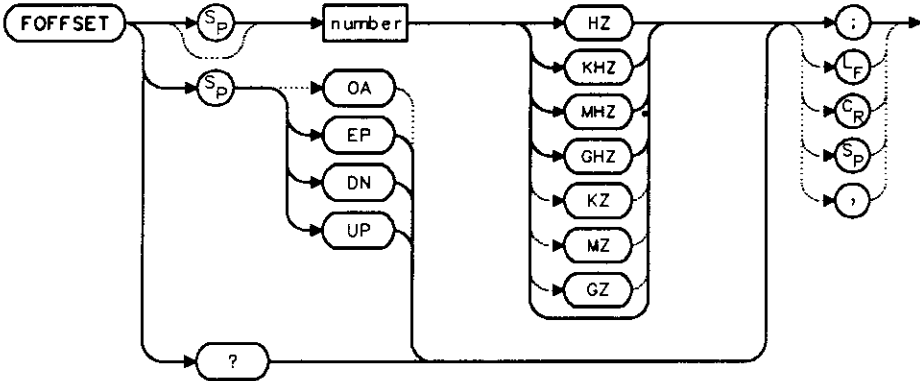 FOFFSET SP number HZ ;
KHZ LF
SP OA MHZ CR
EP GHZ SP
DN KZ ,
UP MZ
GZ
?